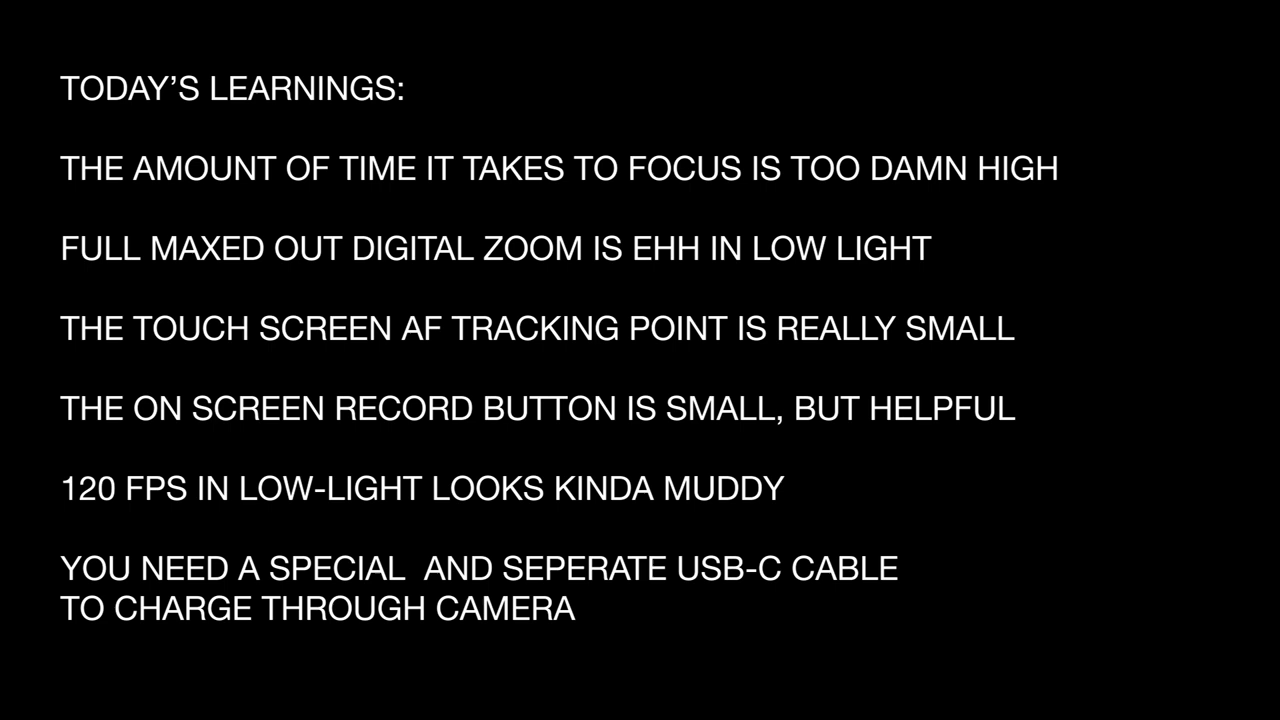 TODAY’S LEARNINGS:
THE AMOUNT OF TIME IT TAKES TO FOCUS IS TOO DAMN HIGH
FULL MAXED OUT DIGITAL ZOOM IS EHH IN LOW LIGHT
THE TOUCH SCREEN AF TRACKING POINT IS REALLY SMALL
THE ON SCREEN RECORD BUTTON IS SMALL, BUT HELPFUL
120 FPS IN LOW-LIGHT LOOKS KINDA MUDDY
YOU NEED A SPECIAL  AND SEPERATE USB-C CABLE
TO CHARGE THROUGH CAMERA